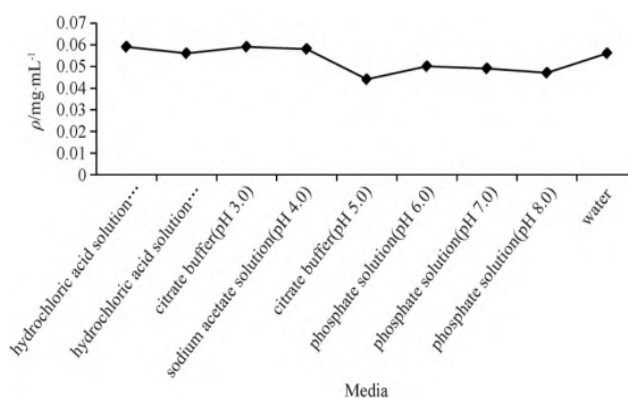 0.07
0.06
0.05
0.04
0.03
0.02
0.01
0
ρ/mg·mL⁻¹
hydrochloric acid solution…
hydrochloric acid solution…
citrate buffer(pH 3.0)
sodium acetate solution(pH 4.0)
citrate buffer(pH 5.0)
phosphate solution(pH 6.0)
phosphate solution(pH 7.0)
phosphate solution(pH 8.0)
water
Media